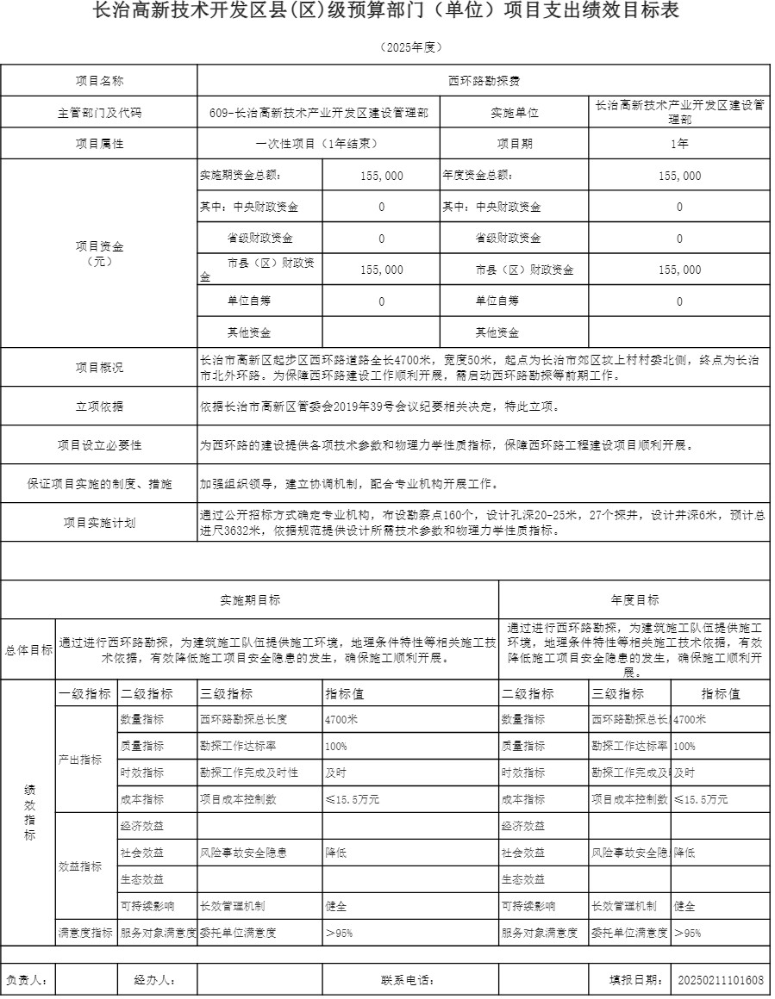 长治高新技术开发区县(区)级预算部门（单位）项目支出绩效目标表
（2025年度）
项目名称 西环路勘探费
主管部门及代码 609-长治高新技术产业开发区建设管理部 实施单位 长治高新技术产业开发区建设管
理部
项目属性 一次性项目（1年结束） 项目期 1年
项目资金
（元）
实施期资金总额： 155,000 年度资金总额： 155,000
其中：中央财政资金 0 其中：中央财政资金 0
省级财政资金 0 省级财政资金 0
市县（区）财政资
金 155,000 市县（区）财政资金 155,000
单位自筹 0 单位自筹 0
其他资金 其他资金
项目概况 长治市高新区起步区西环路道路全长4700米，宽度50米，起点为长治市郊区坟上村村委北侧，终点为长治
市北外环路。为保障西环路建设工作顺利开展，需启动西环路勘探等前期工作。
立项依据 依据长治市高新区管委会2019年39号会议纪要相关决定，特此立项。
项目设立必要性 为西环路的建设提供各项技术参数和物理力学性质指标，保障西环路工程建设项目顺利开展。
保证项目实施的制度、措施 加强组织领导，建立协调机制，配合专业机构开展工作。
项目实施计划 通过公开招标方式确定专业机构，布设勘察点160个，设计孔深20-25米，27个探井，设计井深6米，预计总
进尺3632米，依据规范提供设计所需技术参数和物理力学性质指标。
实施期目标 年度目标
总体目标
通过进行西环路勘探，为建筑施工队伍提供施工环境，地理条件特性等相关施工技
术依据，有效降低施工项目安全隐患的发生，确保施工顺利开展。
通过进行西环路勘探，为建筑施工队伍提供施工
环境，地理条件特性等相关施工技术依据，有效
降低施工项目安全隐患的发生，确保施工顺利开
展。
绩
效
指
标
一级指标 二级指标 三级指标 指标值 二级指标 三级指标 指标值
产出指标
数量指标 西环路勘探总长度 4700米 数量指标 西环路勘探总长 4700米
质量指标 勘探工作达标率 100% 质量指标 勘探工作达标率 100%
时效指标 勘探工作完成及时性 及时 时效指标 勘探工作完成及 及时
成本指标 项目成本控制数 ≤15.5万元 成本指标 项目成本控制数 ≤15.5万元
效益指标
经济效益 经济效益
社会效益 风险事故安全隐患 降低 社会效益 风险事故安全隐 降低
生态效益 生态效益
可持续影响 长效管理机制 健全 可持续影响 长效管理机制 健全
满意度指标 服务对象满意度 委托单位满意度 >95% 服务对象满意度 委托单位满意度 >95%
负责人： 经办人： 联系电话： 填报日期： 20250211101608